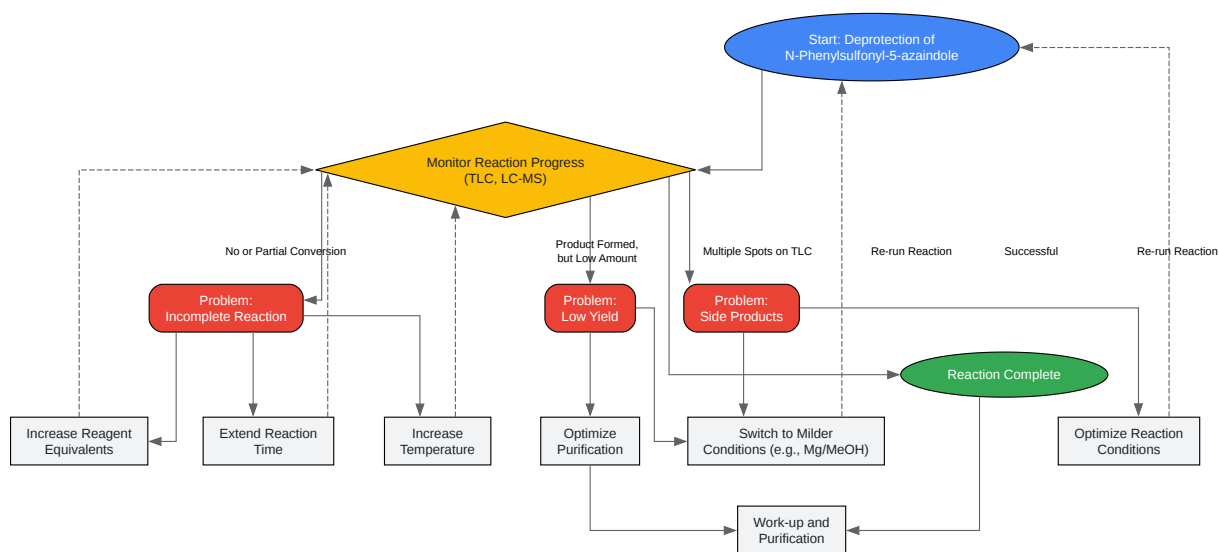 Start: Deprotection of
N-Phenylsulfonyl-5-azaindole
Monitor Reaction Progress
(TLC, LC-MS)
No or Partial Conversion
Product Formed,
but Low Amount
Multiple Spots on TLC
Re-run Reaction
Successful
Re-run Reaction
Problem:
Incomplete Reaction
Problem:
Low Yield
Problem:
Side Products
Reaction Complete
Increase Reagent
Equivalents
Extend Reaction
Time
Increase
Temperature
Optimize
Purification
Switch to Milder
Conditions (e.g., Mg/MeOH)
Optimize Reaction
Conditions
Work-up and
Purification